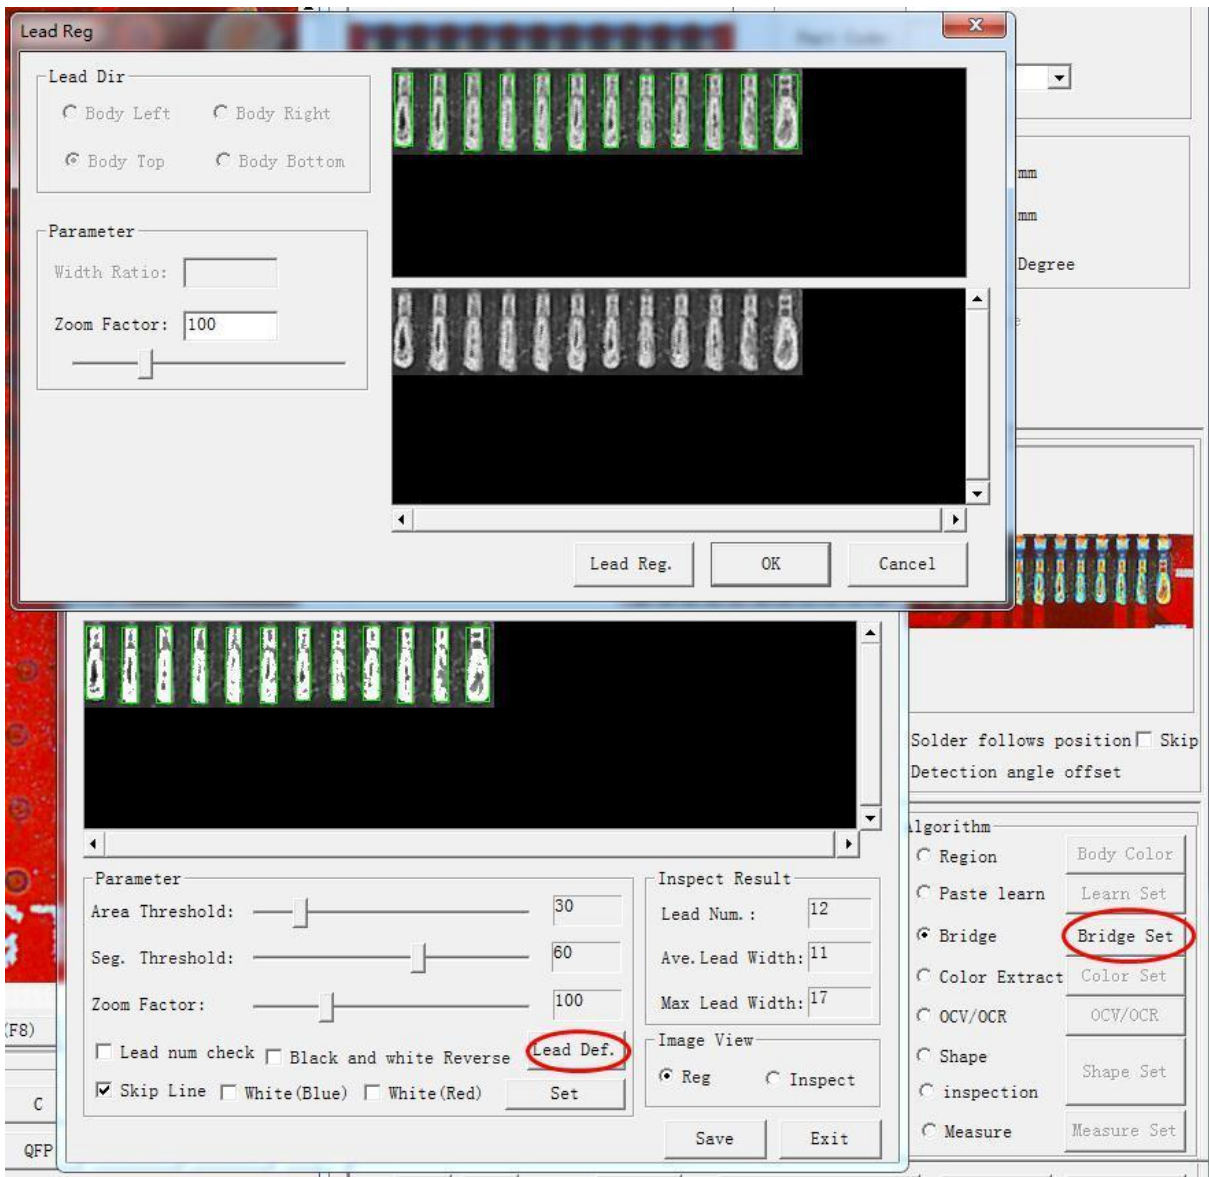 Lead Reg
Lead Dir
Body Left Body Right
Body Top Body Bottom
Parameter
Width Ratio:
Zoom Factor: 100
Lead Reg. OK Cancel
mm
mm
Degree
Solder follows position Skip
Detection angle offset
Parameter
Area Threshold: 30
Seg. Threshold: 60
Zoom Factor: 100
Lead num check Black and white Reverse Lead Def.
Skip Line White(Blue) White(Red) Set
Inspect Result
Lead Num.: 12
Ave.Lead Width: 11
Max Lead Width: 17
Image View
Reg Inspect
Save Exit
lgorithm
Region Body Color
Paste learn Learn Set
Bridge Bridge Set
Color Extract Color Set
OCV/OCR OCV/OCR
Shape
inspection Shape Set
Measure Measure Set
(F8)
C
QFP